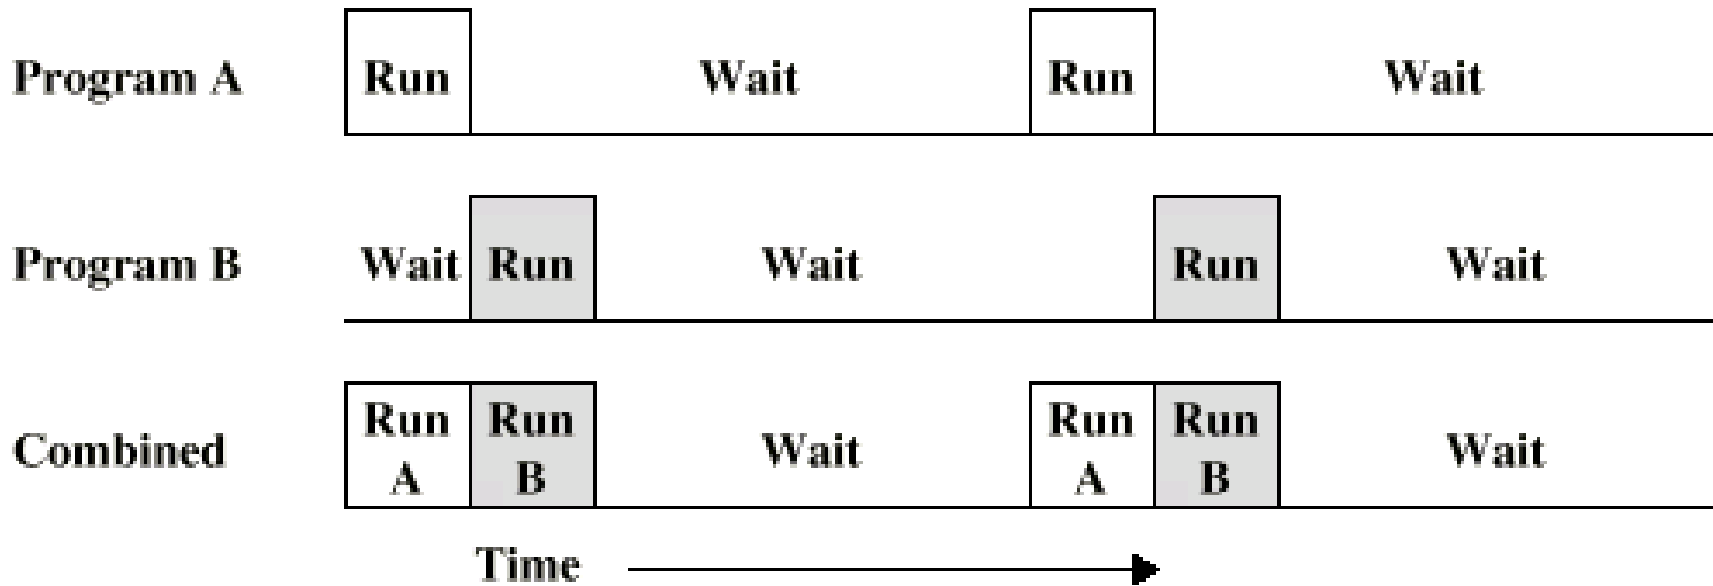 Program A Run Wait Run Wait
Program B Wait Run Wait Run Wait
Combined Run A Run B Wait Run A Run B Wait
Time